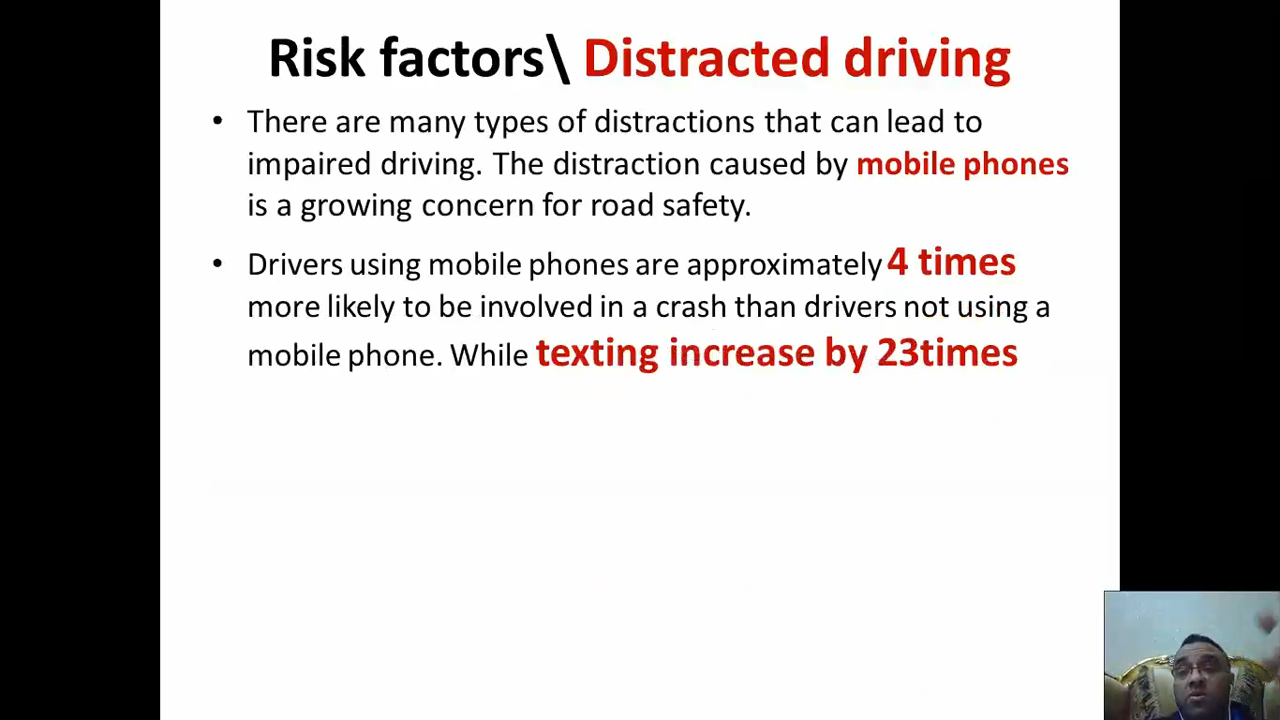 Risk factors\ Distracted driving
• There are many types of distractions that can lead to
impaired driving. The distraction caused by mobile phones
is a growing concern for road safety.
• Drivers using mobile phones are approximately 4 times
more likely to be involved in a crash than drivers not using a
mobile phone. While texting increase by 23times